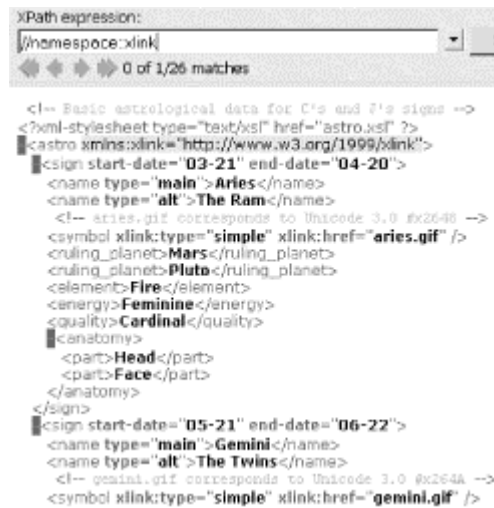 XPath expression:
//namespace::xlink
0 of 1/26 matches
<!-- Basic astrological data for C's and J's signs -->
<?xml-stylesheet type="text/xsl" href="astro.xsl" ?>
<astro xmlns:xlink="http://www.w3.org/1999/xlink">
<sign start-date="03-21" end-date="04-20">
<name type="main">Aries</name>
<name type="alt">The Ram</name>
<!-- aries.gif corresponds to Unicode 3.0 #x2648 -->
<symbol xlink:type="simple" xlink:href="aries.gif" />
<ruling_planet>Mars</ruling_planet>
<ruling_planet>Pluto</ruling_planet>
<element>Fire</element>
<energy>Feminine</energy>
<quality>Cardinal</quality>
<anatomy>
<part>Head</part>
<part>Face</part>
</anatomy>
</sign>
<sign start-date="05-21" end-date="06-22">
<name type="main">Gemini</name>
<name type="alt">The Twins</name>
<!-- gemini.gif corresponds to Unicode 3.0 #x264A -->
<symbol xlink:type="simple" xlink:href="gemini.gif" />